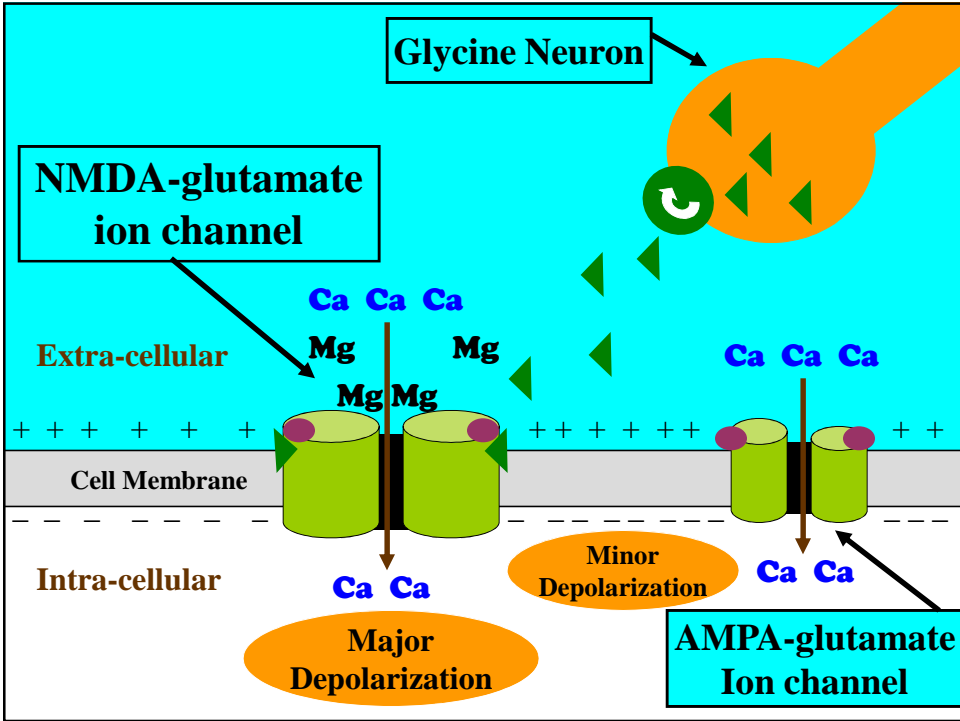 Glycine Neuron
NMDA-glutamate
ion channel
Ca Ca Ca
Mg Mg
Mg Mg
Extra-cellular
Ca Ca Ca
+ + + + + + + + + + + + + + +
Cell Membrane
– – – – – – – – – – – – – – – – – – –
Intra-cellular
Ca Ca
Minor
Depolarization
Ca Ca
Major
Depolarization
AMPA-glutamate
Ion channel